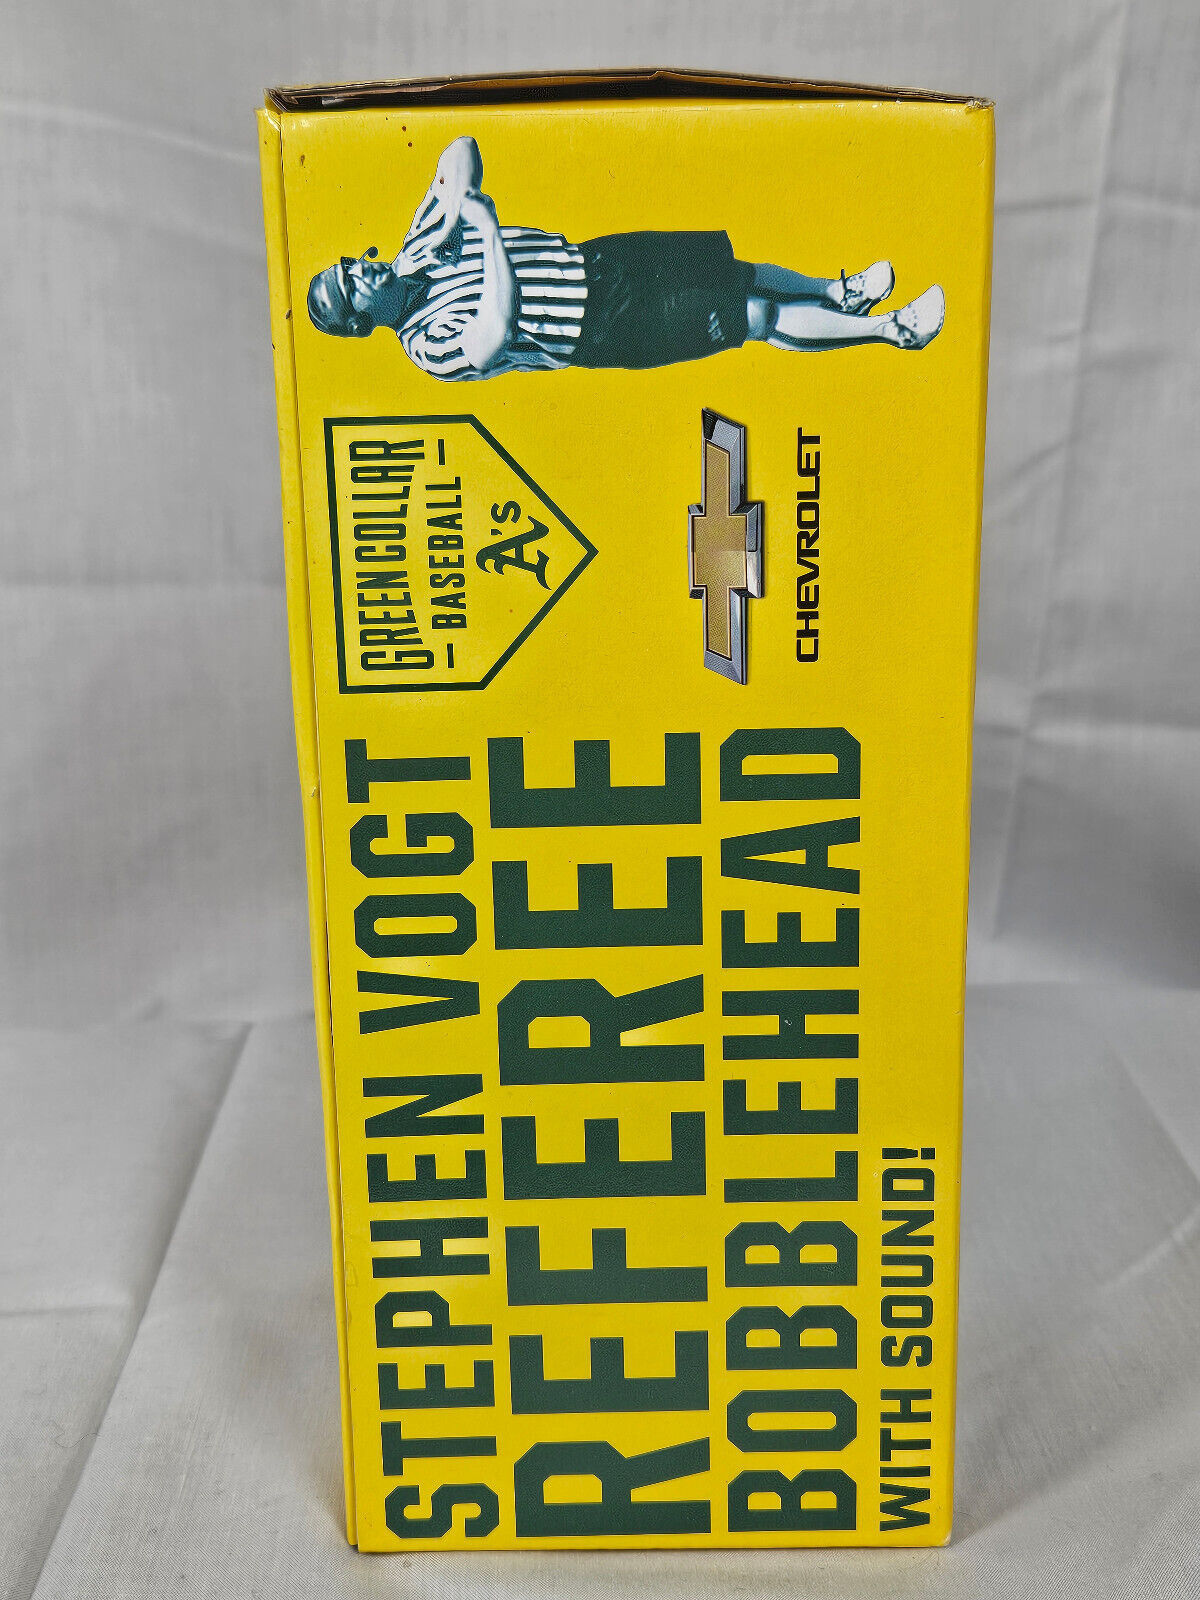 STEPHEN VOGT
REFEREE
BOBBLEHEAD
WITH SOUND!
GREEN COLLAR
– BASEBALL –
A's
CHEVROLET